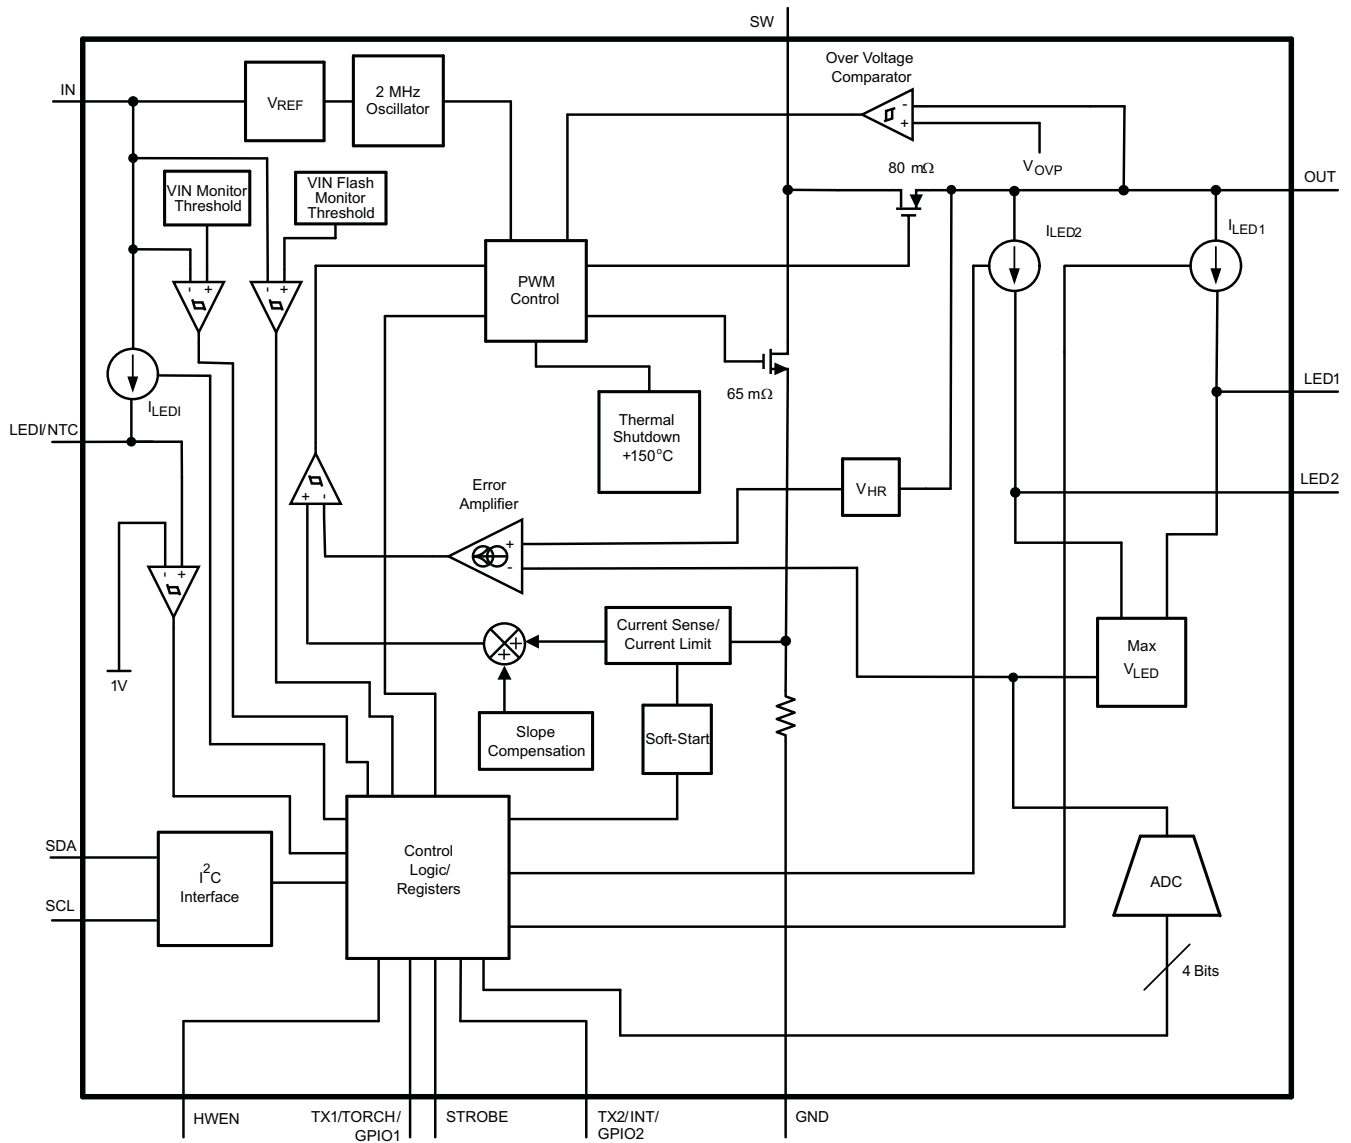 SW
Over Voltage
Comparator
IN
VREF
2 MHz
Oscillator
-
+
VOVP
80 mΩ
OUT
VIN Monitor
Threshold
VIN Flash
Monitor
Threshold
ILED2
ILED1
- +
- +
PWM
Control
65 mΩ
ILEDI
LED1
LEDI/NTC
Thermal
Shutdown
+150°C
LED2
+ -
Error
Amplifier
VHR
+
-
- +
1V
+
+
Current Sense/
Current Limit
Max
VLED
Slope
Compensation
Soft-Start
SDA
SCL
I2C
Interface
Control
Logic/
Registers
ADC
4 Bits
HWEN
TX1/TORCH/
GPIO1
STROBE
TX2/INT/
GPIO2
GND